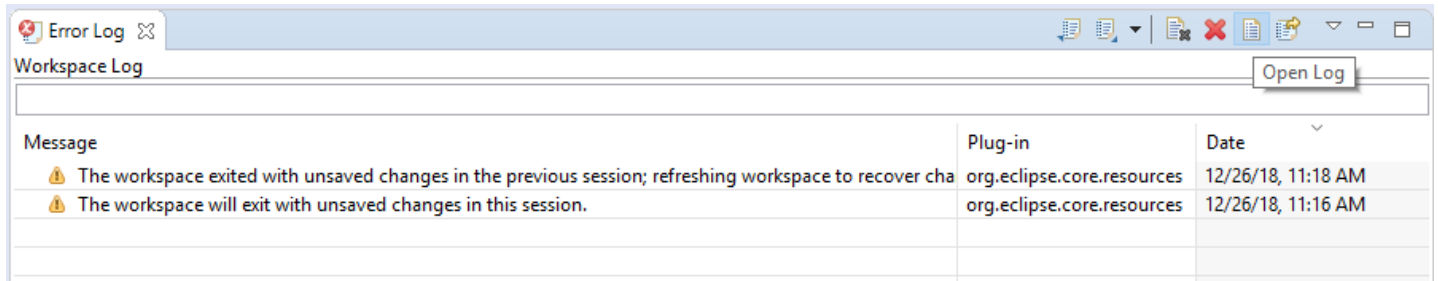 Error Log
Workspace Log
Open Log
Message Plug-in Date
The workspace exited with unsaved changes in the previous session; refreshing workspace to recover cha org.eclipse.core.resources 12/26/18, 11:18 AM
The workspace will exit with unsaved changes in this session. org.eclipse.core.resources 12/26/18, 11:16 AM